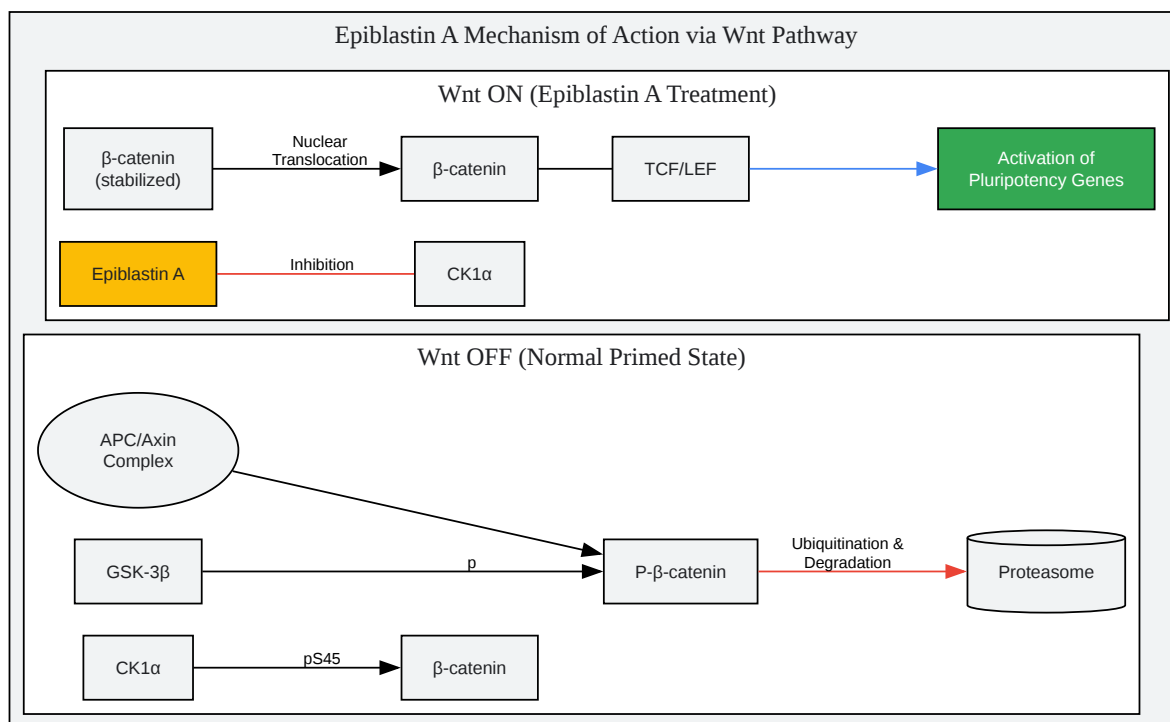 Epiblastin A Mechanism of Action via Wnt Pathway
Wnt ON (Epiblastin A Treatment)
β-catenin
(stabilized)
Nuclear
Translocation
β-catenin
TCF/LEF
Activation of
Pluripotency Genes
Epiblastin A
Inhibition
CK1α
Wnt OFF (Normal Primed State)
APC/Axin
Complex
GSK-3β
p
P-β-catenin
Ubiquitination &
Degradation
Proteasome
CK1α
pS45
β-catenin